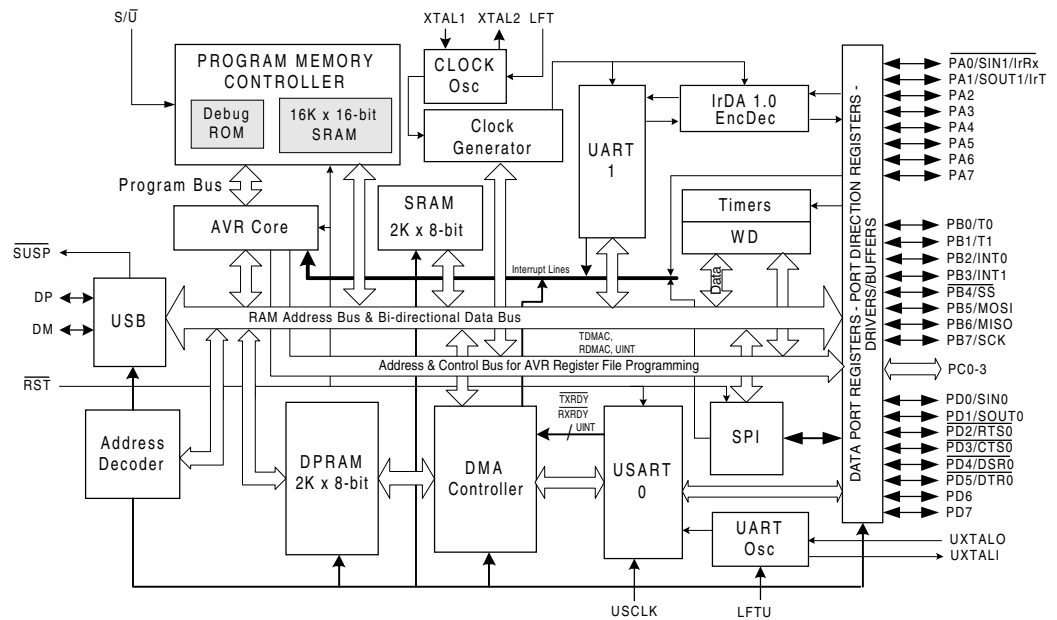 S/U̅
XTAL1 XTAL2 LFT
PROGRAM MEMORY
CONTROLLER
Debug
ROM
16K x 16-bit
SRAM
CLOCK
Osc
Clock
Generator
UART
1
IrDA 1.0
EncDec
Program Bus
AVR Core
SRAM
2K x 8-bit
Timers
WD
Data
Interrupt Lines
SUSP
DP
DM
USB
RAM Address Bus & Bi-directional Data Bus
TDMAC,
RDMAC, UINT
Address & Control Bus for AVR Register File Programming
RST
Address
Decoder
DPRAM
2K x 8-bit
DMA
Controller
TXRDY
RXRDY
UINT
USART
0
SPI
UART
Osc
USCLK
LFTU
DATA PORT REGISTERS - PORT DIRECTION REGISTERS -
DRIVERS/BUFFERS
PA0/SIN1/IrRx
PA1/SOUT1/IrT
PA2
PA3
PA4
PA5
PA6
PA7
PB0/T0
PB1/T1
PB2/INT0
PB3/INT1
PB4/SS
PB5/MOSI
PB6/MISO
PB7/SCK
PC0-3
PD0/SIN0
PD1/SOUT0
PD2/RTS0
PD3/CTS0
PD4/DSR0
PD5/DTR0
PD6
PD7
UXTALO
UXTALI